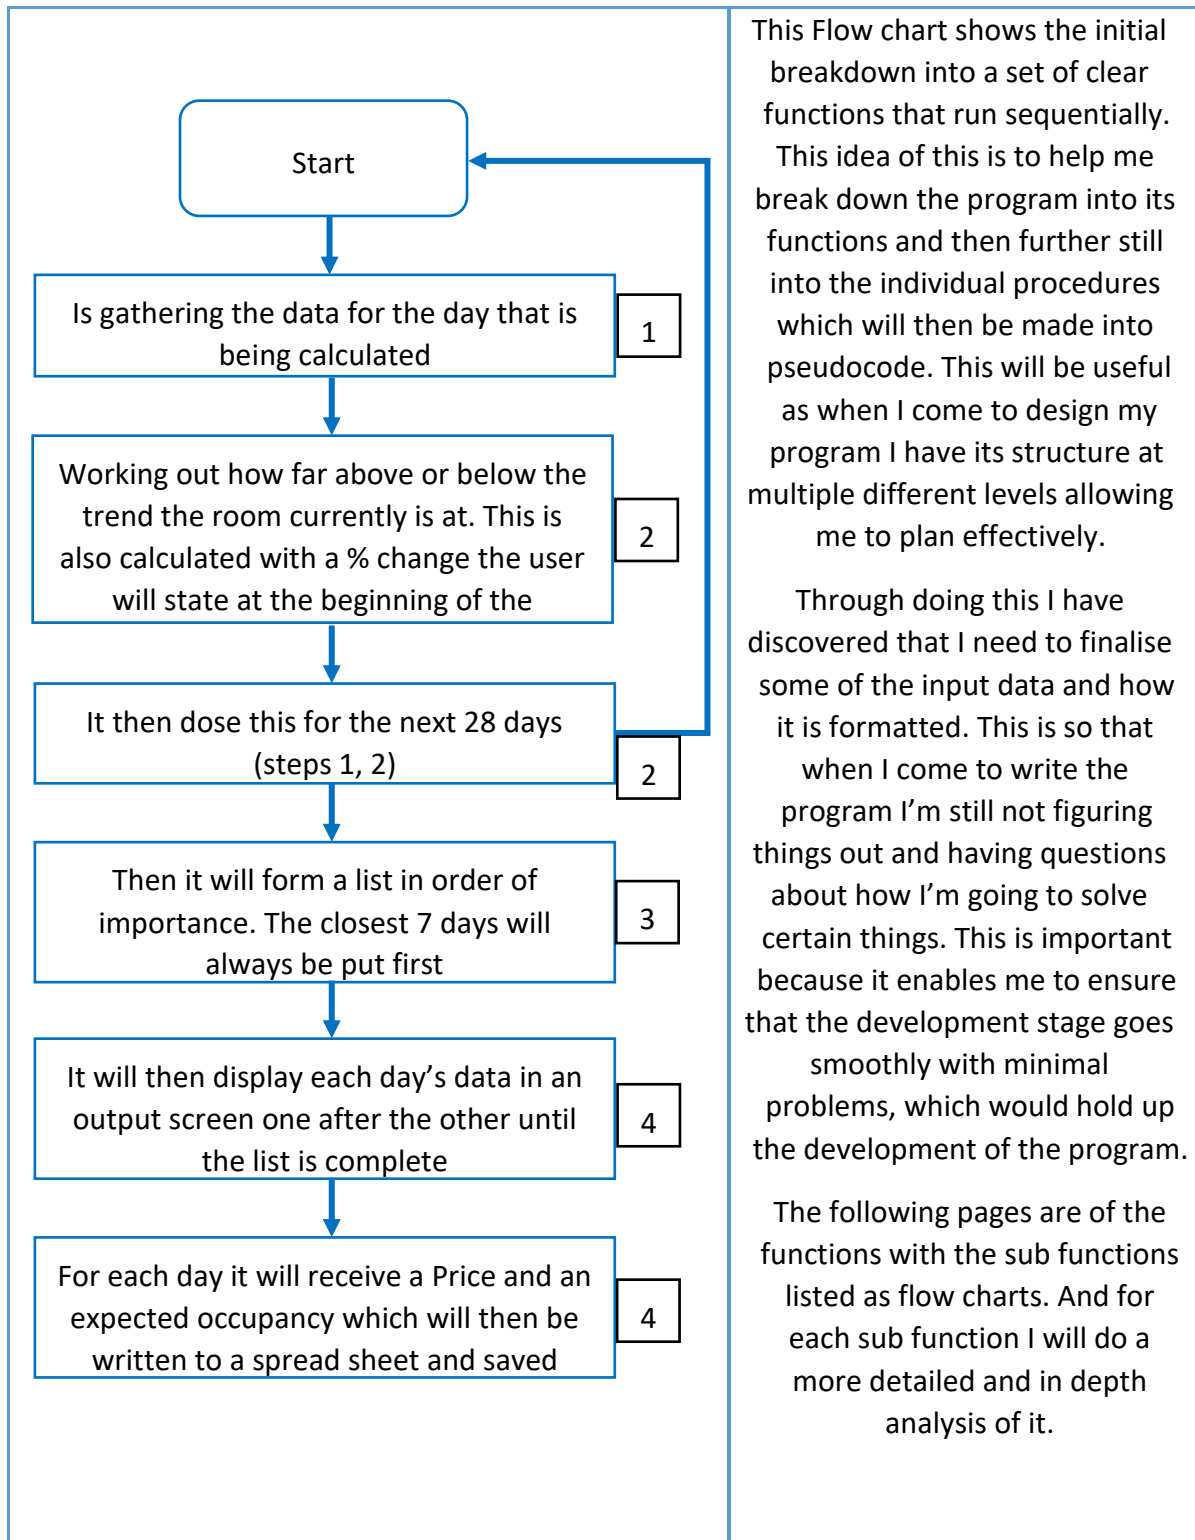 Start
Is gathering the data for the day that is
being calculated
1
Working out how far above or below the
trend the room currently is at. This is
also calculated with a % change the user
will state at the beginning of the
2
It then dose this for the next 28 days
(steps 1, 2)
2
Then it will form a list in order of
importance. The closest 7 days will
always be put first
3
It will then display each day’s data in an
output screen one after the other until
the list is complete
4
For each day it will receive a Price and an
expected occupancy which will then be
written to a spread sheet and saved
4
This Flow chart shows the initial
breakdown into a set of clear
functions that run sequentially.
This idea of this is to help me
break down the program into its
functions and then further still
into the individual procedures
which will then be made into
pseudocode. This will be useful
as when I come to design my
program I have its structure at
multiple different levels allowing
me to plan effectively.
Through doing this I have
discovered that I need to finalise
some of the input data and how
it is formatted. This is so that
when I come to write the
program I’m still not figuring
things out and having questions
about how I’m going to solve
certain things. This is important
because it enables me to ensure
that the development stage goes
smoothly with minimal
problems, which would hold up
the development of the program.
The following pages are of the
functions with the sub functions
listed as flow charts. And for
each sub function I will do a
more detailed and in depth
analysis of it.